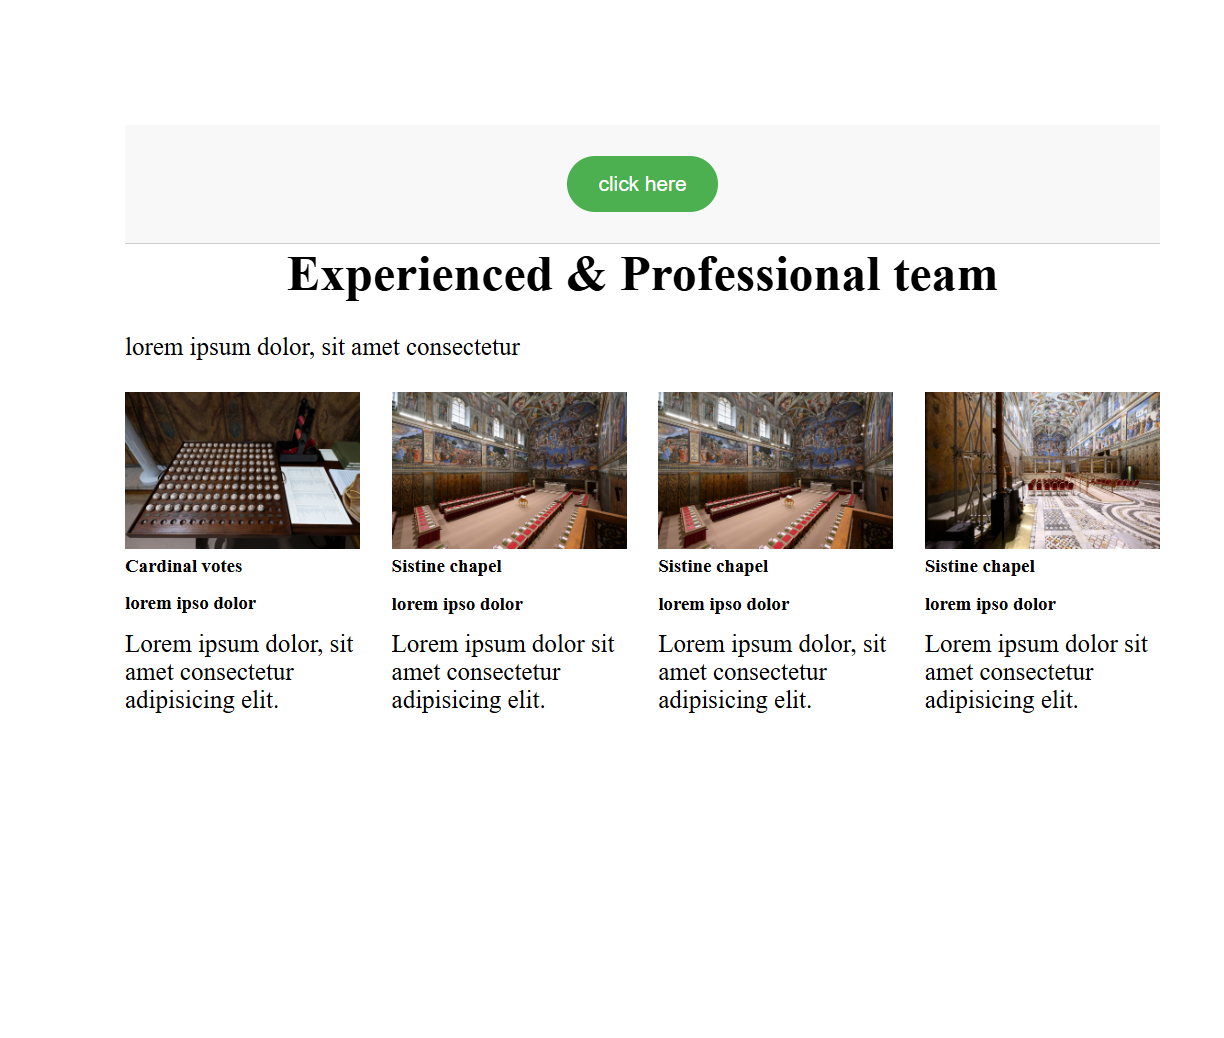 click here
Experienced & Professional team
lorem ipsum dolor, sit amet consectetur
Cardinal votes
lorem ipso dolor
Lorem ipsum dolor, sit
amet consectetur
adipisicing elit.
Sistine chapel
lorem ipso dolor
Lorem ipsum dolor sit
amet consectetur
adipisicing elit.
Sistine chapel
lorem ipso dolor
Lorem ipsum dolor, sit
amet consectetur
adipisicing elit.
Sistine chapel
lorem ipso dolor
Lorem ipsum dolor sit
amet consectetur
adipisicing elit.